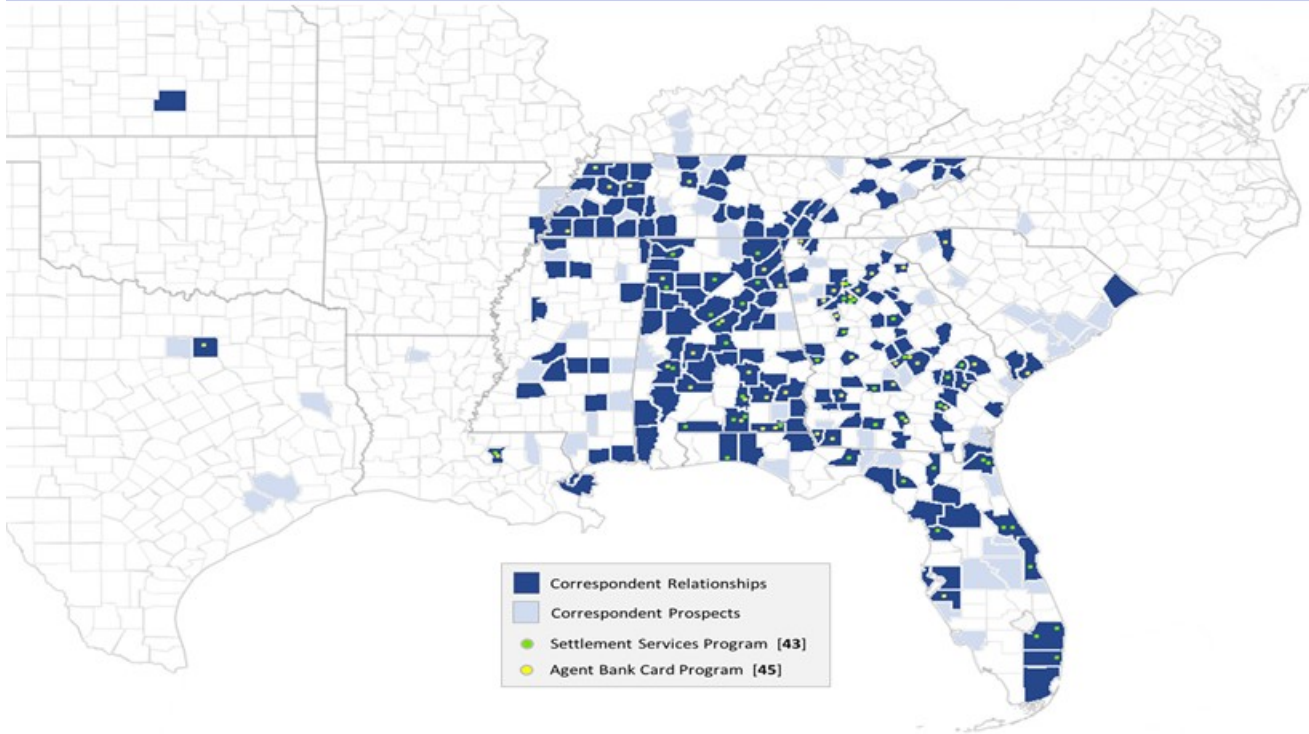 Correspondent Relationships
Correspondent Prospects
Settlement Services Program [43]
Agent Bank Card Program [45]